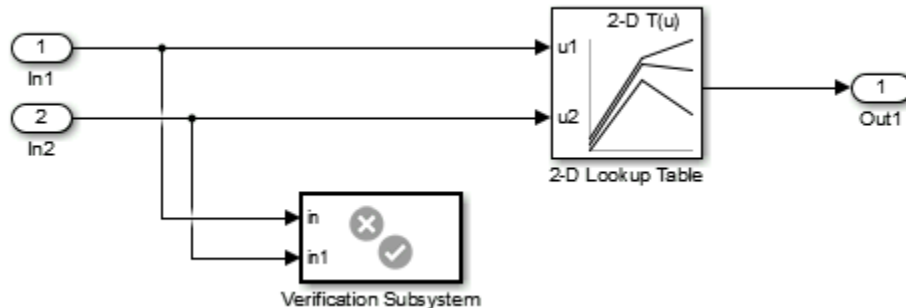 2-D T(u)
1
u1
In1
1
2
u2
Out1
In2
2-D Lookup Table
in
in1
Verification Subsystem